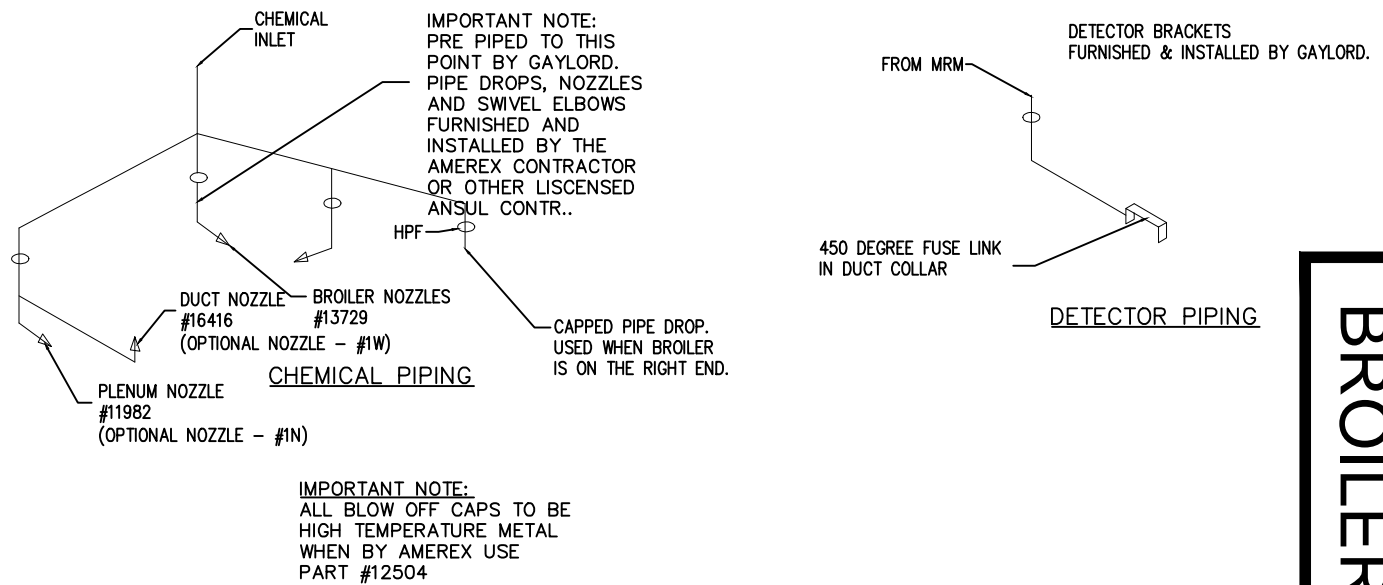 CHEMICAL
INLET
IMPORTANT NOTE:
PRE PIPED TO THIS
POINT BY GAYLORD.
PIPE DROPS, NOZZLES
AND SWIVEL ELBOWS
FURNISHED AND
INSTALLED BY THE
AMEREX CONTRACTOR
OR OTHER LISCENSED
ANSUL CONTR..
HPF
DUCT NOZZLE
#16416
(OPTIONAL NOZZLE - #1W)
BROILER NOZZLES
#13729
CAPPED PIPE DROP.
USED WHEN BROILER
IS ON THE RIGHT END.
CHEMICAL PIPING
PLENUM NOZZLE
#11982
(OPTIONAL NOZZLE - #1N)
IMPORTANT NOTE:
ALL BLOW OFF CAPS TO BE
HIGH TEMPERATURE METAL
WHEN BY AMEREX USE
PART #12504
DETECTOR BRACKETS
FURNISHED & INSTALLED BY GAYLORD.
FROM MRM
450 DEGREE FUSE LINK
IN DUCT COLLAR
DETECTOR PIPING
BROILER